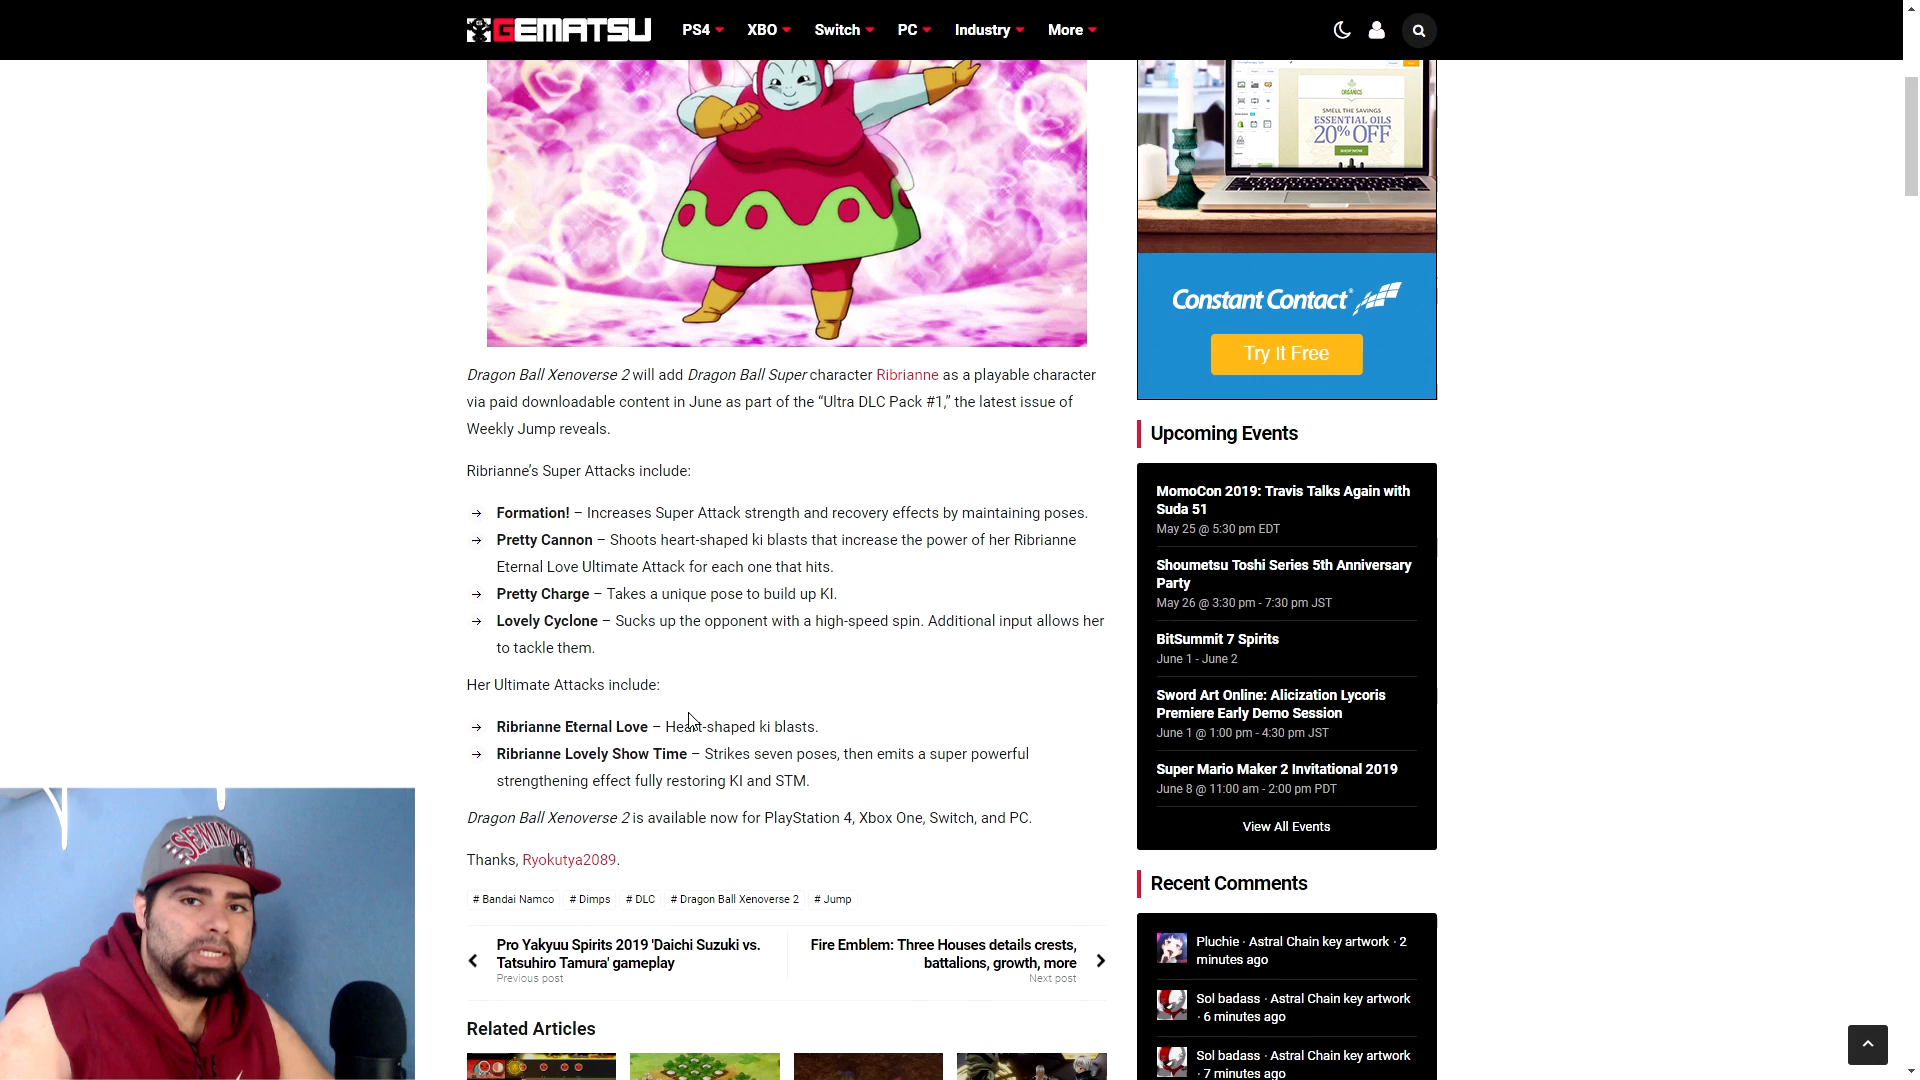 GEMATSU
PS4 XBO Switch PC Industry More
ORGANICS
SMELL THE SAVINGS
ESSENTIAL OILS
20% OFF
SHOP NOW
Constant Contact
Try It Free
Dragon Ball Xenoverse 2 will add Dragon Ball Super character Ribrianne as a playable character
via paid downloadable content in June as part of the “Ultra DLC Pack #1,” the latest issue of
Weekly Jump reveals.
Ribrianne’s Super Attacks include:
→ Formation! – Increases Super Attack strength and recovery effects by maintaining poses.
→ Pretty Cannon – Shoots heart-shaped ki blasts that increase the power of her Ribrianne
Eternal Love Ultimate Attack for each one that hits.
→ Pretty Charge – Takes a unique pose to build up KI.
→ Lovely Cyclone – Sucks up the opponent with a high-speed spin. Additional input allows her
to tackle them.
Her Ultimate Attacks include:
→ Ribrianne Eternal Love – Heart-shaped ki blasts.
→ Ribrianne Lovely Show Time – Strikes seven poses, then emits a super powerful
strengthening effect fully restoring KI and STM.
Dragon Ball Xenoverse 2 is available now for PlayStation 4, Xbox One, Switch, and PC.
Thanks, Ryokutya2089.
# Bandai Namco # Dimps # DLC # Dragon Ball Xenoverse 2 # Jump
Pro Yakyuu Spirits 2019 'Daichi Suzuki vs.
Tatsuhiro Tamura' gameplay
Previous post
Fire Emblem: Three Houses details crests,
battalions, growth, more
Next post
Related Articles
Upcoming Events
MomoCon 2019: Travis Talks Again with
Suda 51
May 25 @ 5:30 pm EDT
Shoumetsu Toshi Series 5th Anniversary
Party
May 26 @ 3:30 pm - 7:30 pm JST
BitSummit 7 Spirits
June 1 - June 2
Sword Art Online: Alicization Lycoris
Premiere Early Demo Session
June 1 @ 1:00 pm - 4:30 pm JST
Super Mario Maker 2 Invitational 2019
June 8 @ 11:00 am - 2:00 pm PDT
View All Events
Recent Comments
Pluchie · Astral Chain key artwork · 2
minutes ago
Sol badass · Astral Chain key artwork
· 6 minutes ago
Sol badass · Astral Chain key artwork
· 7 minutes ago
SEMINOL